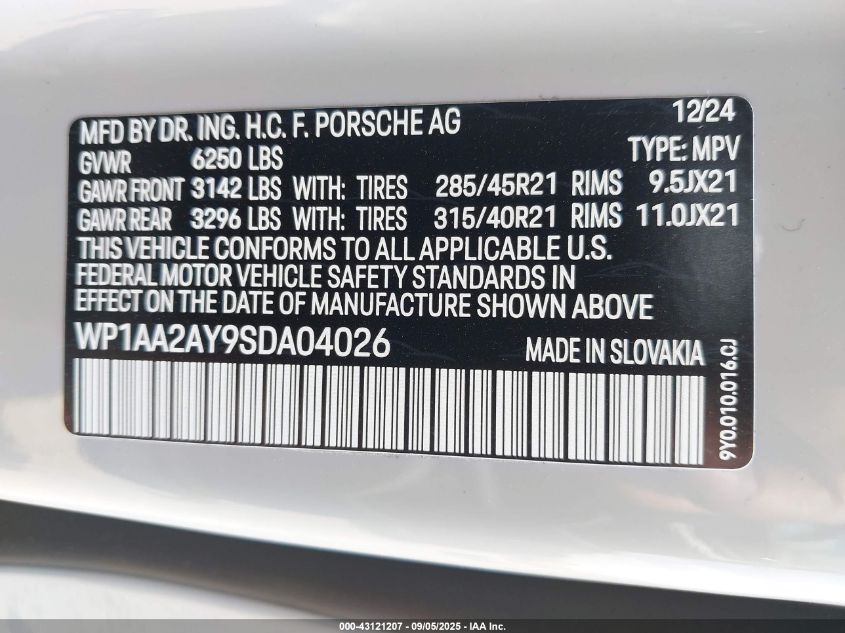 12/24
MFD BY DR. ING. H.C. F. PORSCHE AG
GVWR 6250 LBS TYPE: MPV
GAWR FRONT 3142 LBS WITH: TIRES 285/45R21 RIMS 9.5JX21
GAWR REAR 3296 LBS WITH: TIRES 315/40R21 RIMS 11.0JX21
THIS VEHICLE CONFORMS TO ALL APPLICABLE U.S.
FEDERAL MOTOR VEHICLE SAFETY STANDARDS IN
EFFECT ON THE DATE OF MANUFACTURE SHOWN ABOVE
WP1AA2AY9SDA04026 MADE IN SLOVAKIA
9Y0.010.016.CJ
000-43121207 - 09/05/2025 - IAA Inc.